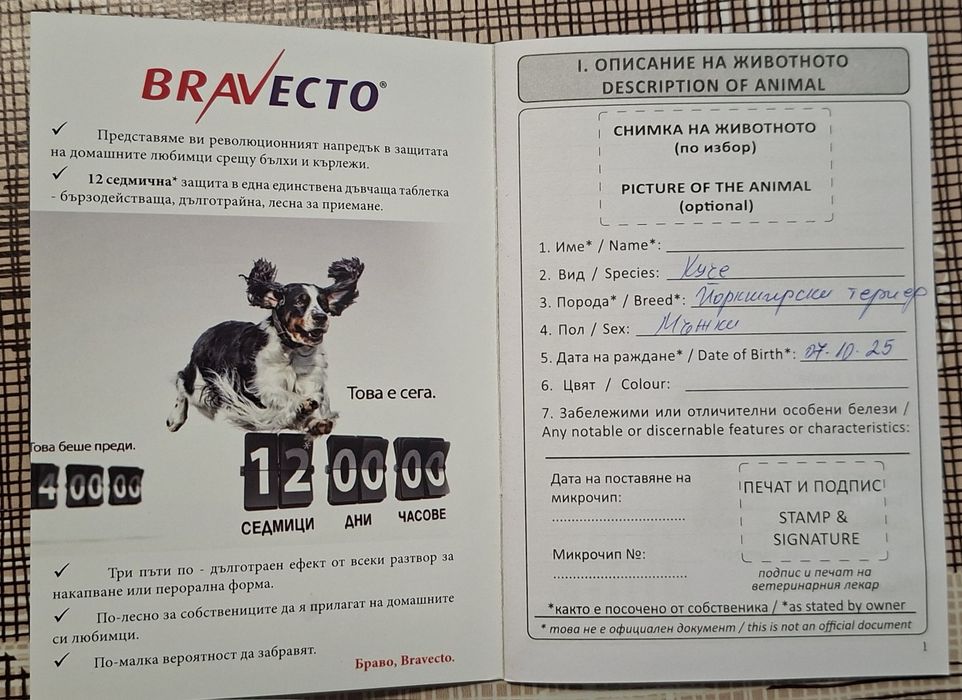 BRAVECTO®
✓ Представяме ви революционният напредък в защитата
на домашните любимци срещу бълхи и кърлежи.
✓ 12 седмична* защита в една единствена дъвчаща таблетка
- бързодействаща, дълготрайна, лесна за приемане.
Това е сега.
Това беше преди.
4 00 00
12 00 00
СЕДМИЦИ ДНИ ЧАСОВЕ
✓ Три пъти по - дълготраен ефект от всеки разтвор за
накапване или перорална форма.
✓ По-лесно за собствениците да я прилагат на домашните
си любимци.
✓ По-малка вероятност да забравят.
Браво, Bravecto.
I. ОПИСАНИЕ НА ЖИВОТНОТО
DESCRIPTION OF ANIMAL
СНИМКА НА ЖИВОТНОТО
(по избор)
PICTURE OF THE ANIMAL
(optional)
1. Име* / Name*:
2. Вид / Species: Куче
3. Порода* / Breed*: Йоркширски териер
4. Пол / Sex: Мъжки
5. Дата на раждане* / Date of Birth*: 07.10.25
6. Цвят / Colour:
7. Забележими или отличителни особени белези /
Any notable or discernable features or characteristics:
Дата на поставяне на
микрочип:
Микрочип №:
ПЕЧАТ И ПОДПИС
STAMP &
SIGNATURE
подпис и печат на
ветеринарния лекар
*както е посочено от собственика / *as stated by owner
* това не е официален документ / this is not an official document
1